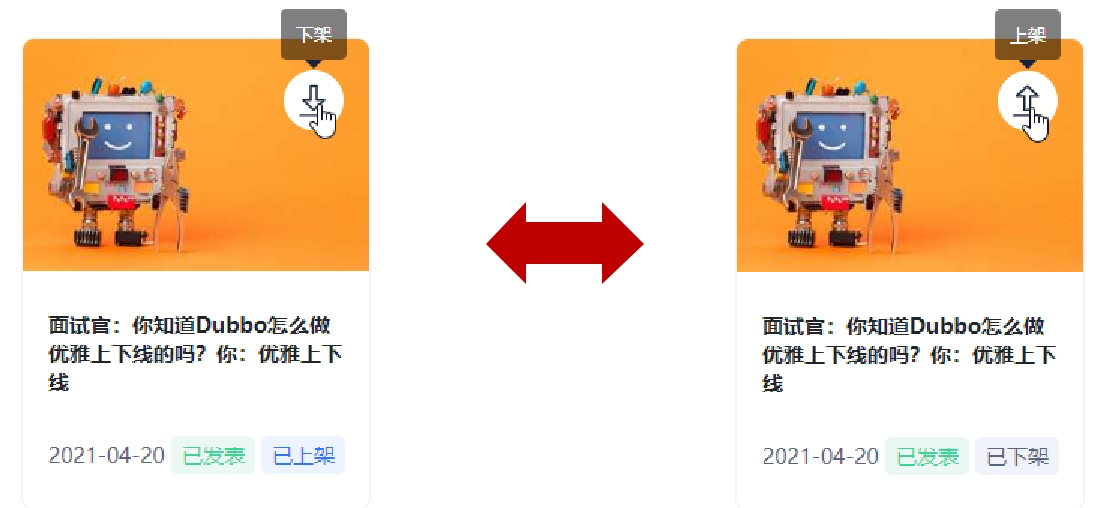 下架
面试官：你知道Dubbo怎么做
优雅上下线的吗？你：优雅上下
线
2021-04-20 已发表 已上架
上架
面试官：你知道Dubbo怎么做
优雅上下线的吗？你：优雅上下
线
2021-04-20 已发表 已下架